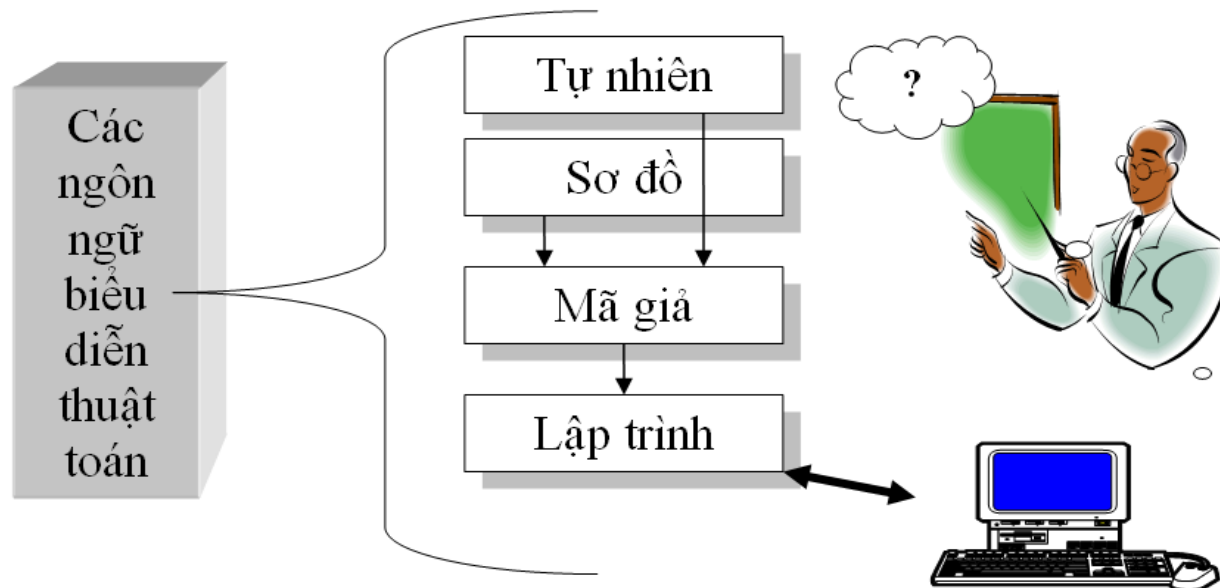 Các
ngôn
ngữ
biểu
diễn
thuật
toán
Tự nhiên
Sơ đồ
Mã giả
Lập trình
?